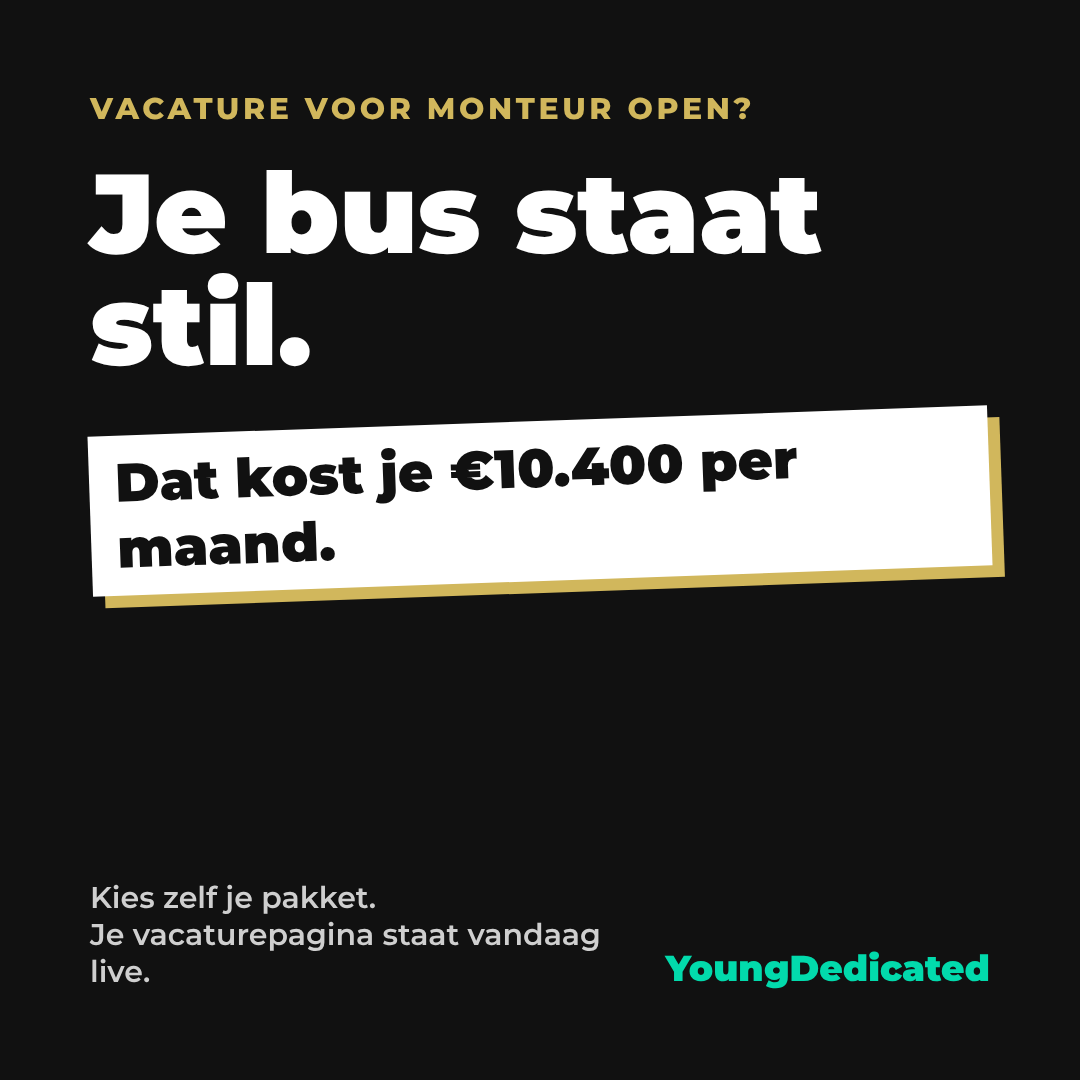 VACATURE VOOR MONTEUR OPEN?
Je bus staat
stil.
Dat kost je €10.400 per
maand.
Kies zelf je pakket.
Je vacaturepagina staat vandaag
live.
YoungDedicated